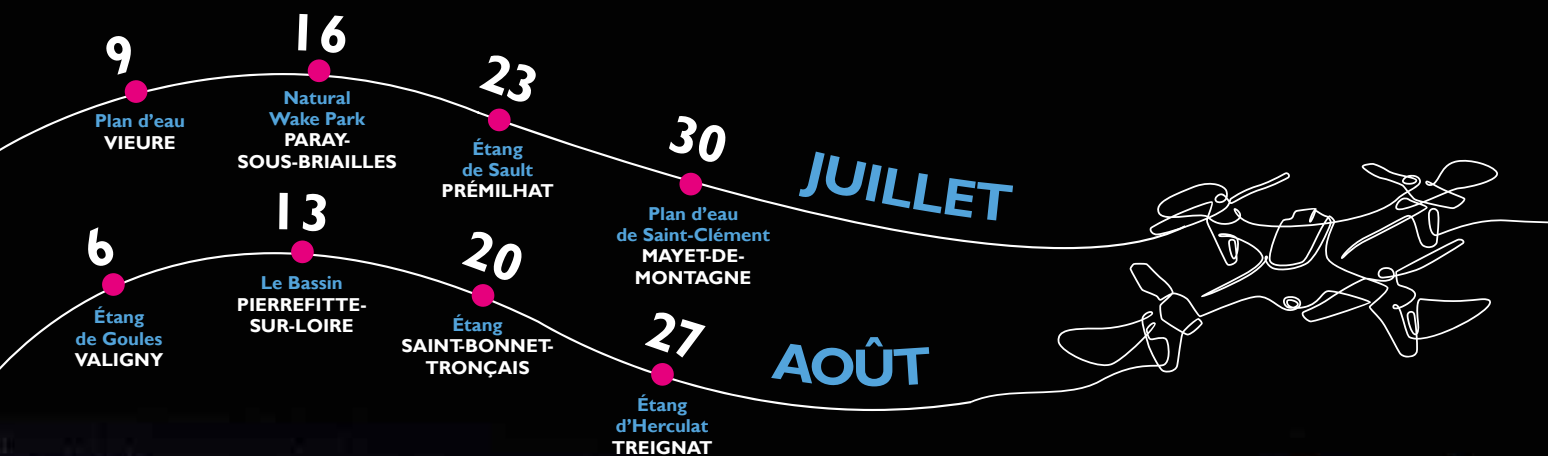 9
Plan d'eau
VIEURE
16
Natural
Wake Park
PARAY-
SOUS-BRIAILLES
23
Étang
de Sault
PRÉMILHAT
30
Plan d'eau
de Saint-Clément
MAYET-DE-
MONTAGNE
JUILLET
6
Étang
de Goules
VALIGNY
13
Le Bassin
PIERREFITTE-
SUR-LOIRE
20
Étang
SAINT-BONNET-
TRONÇAIS
27
Étang
d'Herculat
TREIGNAT
AOÛT